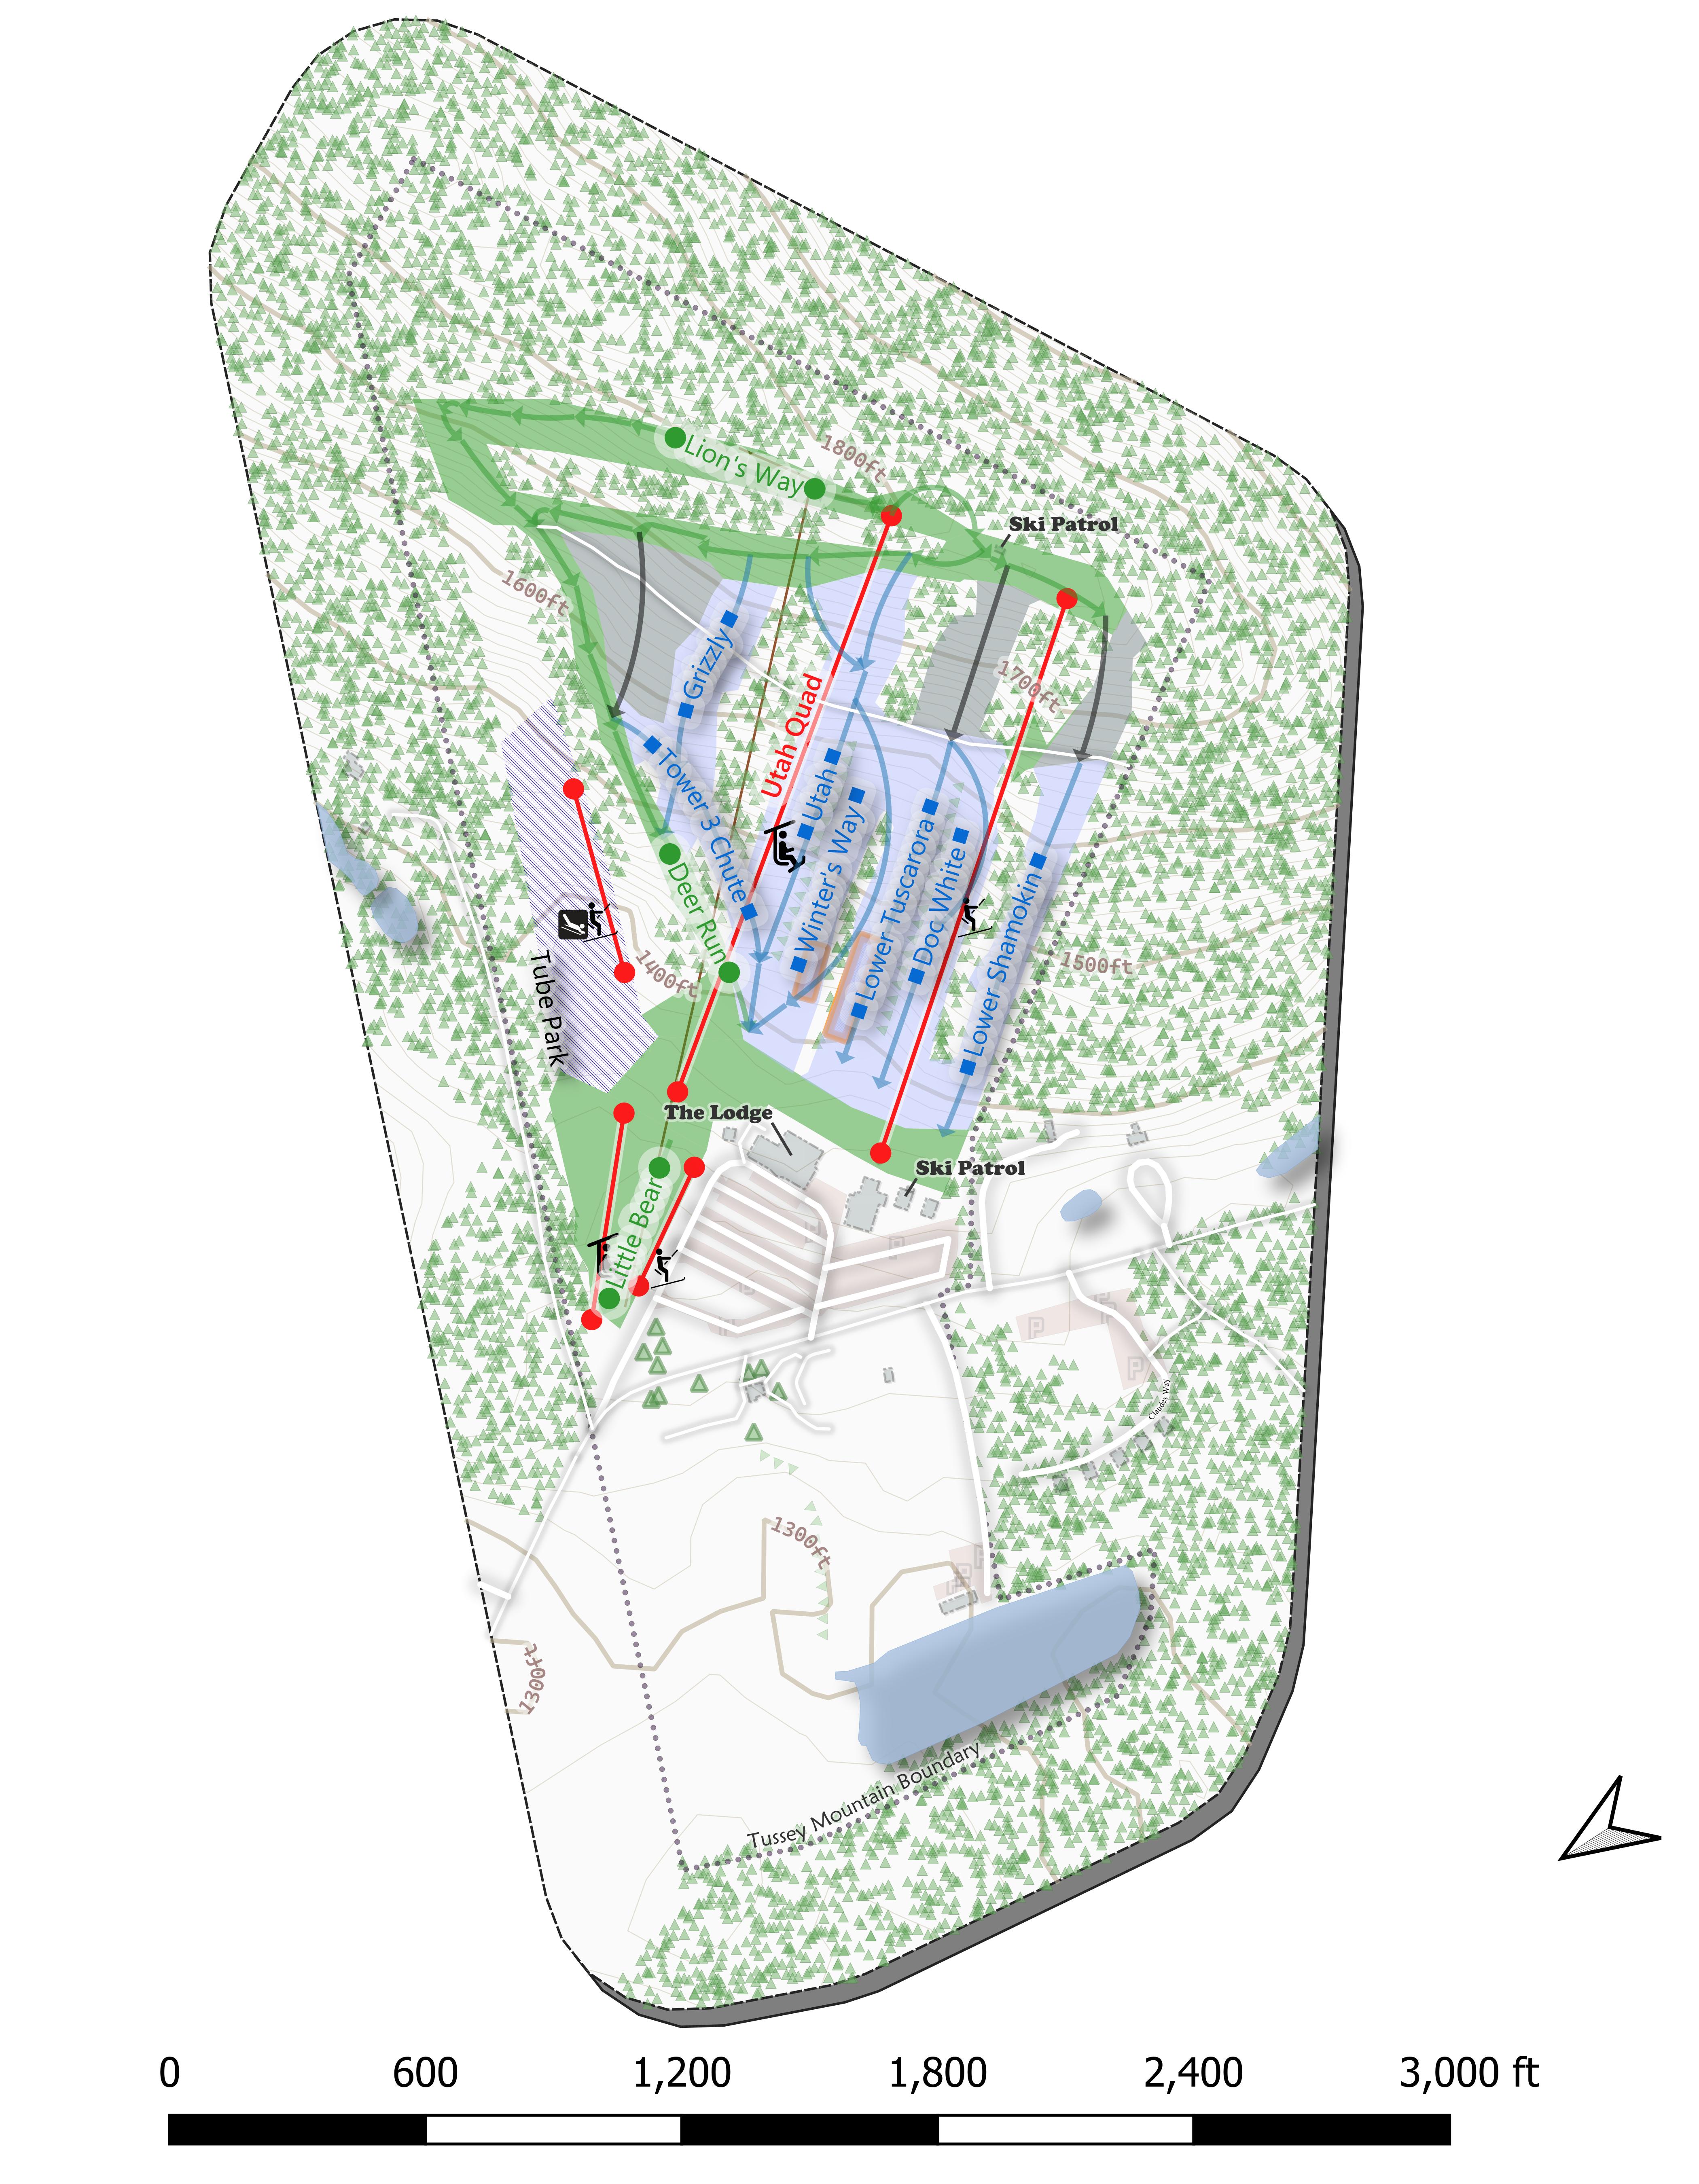 1800ft
Lion's Way
Ski Patrol
1600ft
Grizzly
1700ft
Utah Quad
Tower 3 Chute
Utah
Winter's Way
Lower Tuscarora
Doc White
Lower Shamokin
Deer Run
1500ft
1400ft
Tube Park
The Lodge
Ski Patrol
Little Bear
P
P
P
P
P
P
P
Claudes Way
1300ft
P
P
P
1300ft
Tussey Mountain Boundary
0 600 1,200 1,800 2,400 3,000 ft